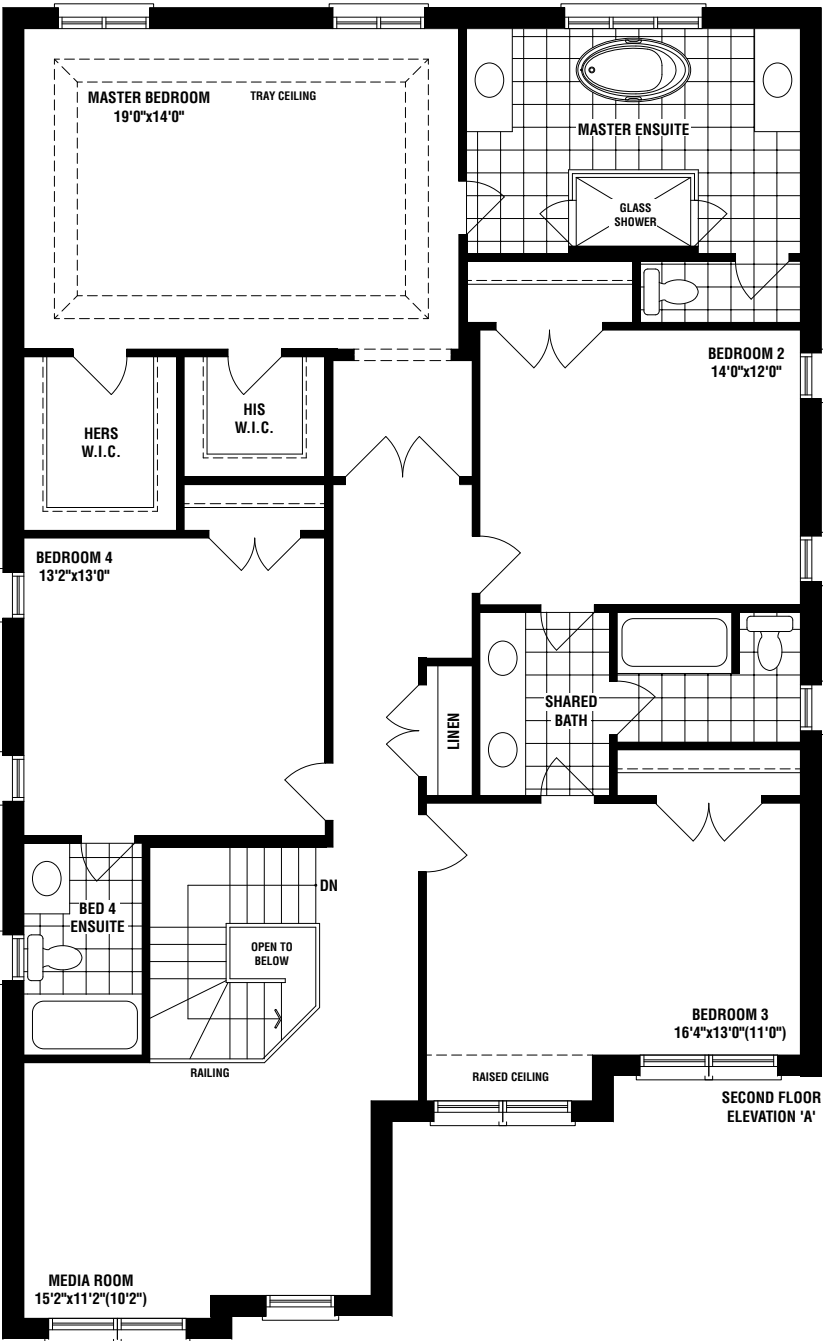 MASTER BEDROOM
19'0"x14'0"
TRAY CEILING
MASTER ENSUITE
GLASS
SHOWER
BEDROOM 2
14'0"x12'0"
HERS
W.I.C.
HIS
W.I.C.
BEDROOM 4
13'2"x13'0"
LINEN
SHARED
BATH
DN
BED 4
ENSUITE
OPEN TO
BELOW
BEDROOM 3
16'4"x13'0"(11'0")
RAILING
RAISED CEILING
SECOND FLOOR
ELEVATION 'A'
MEDIA ROOM
15'2"x11'2"(10'2")